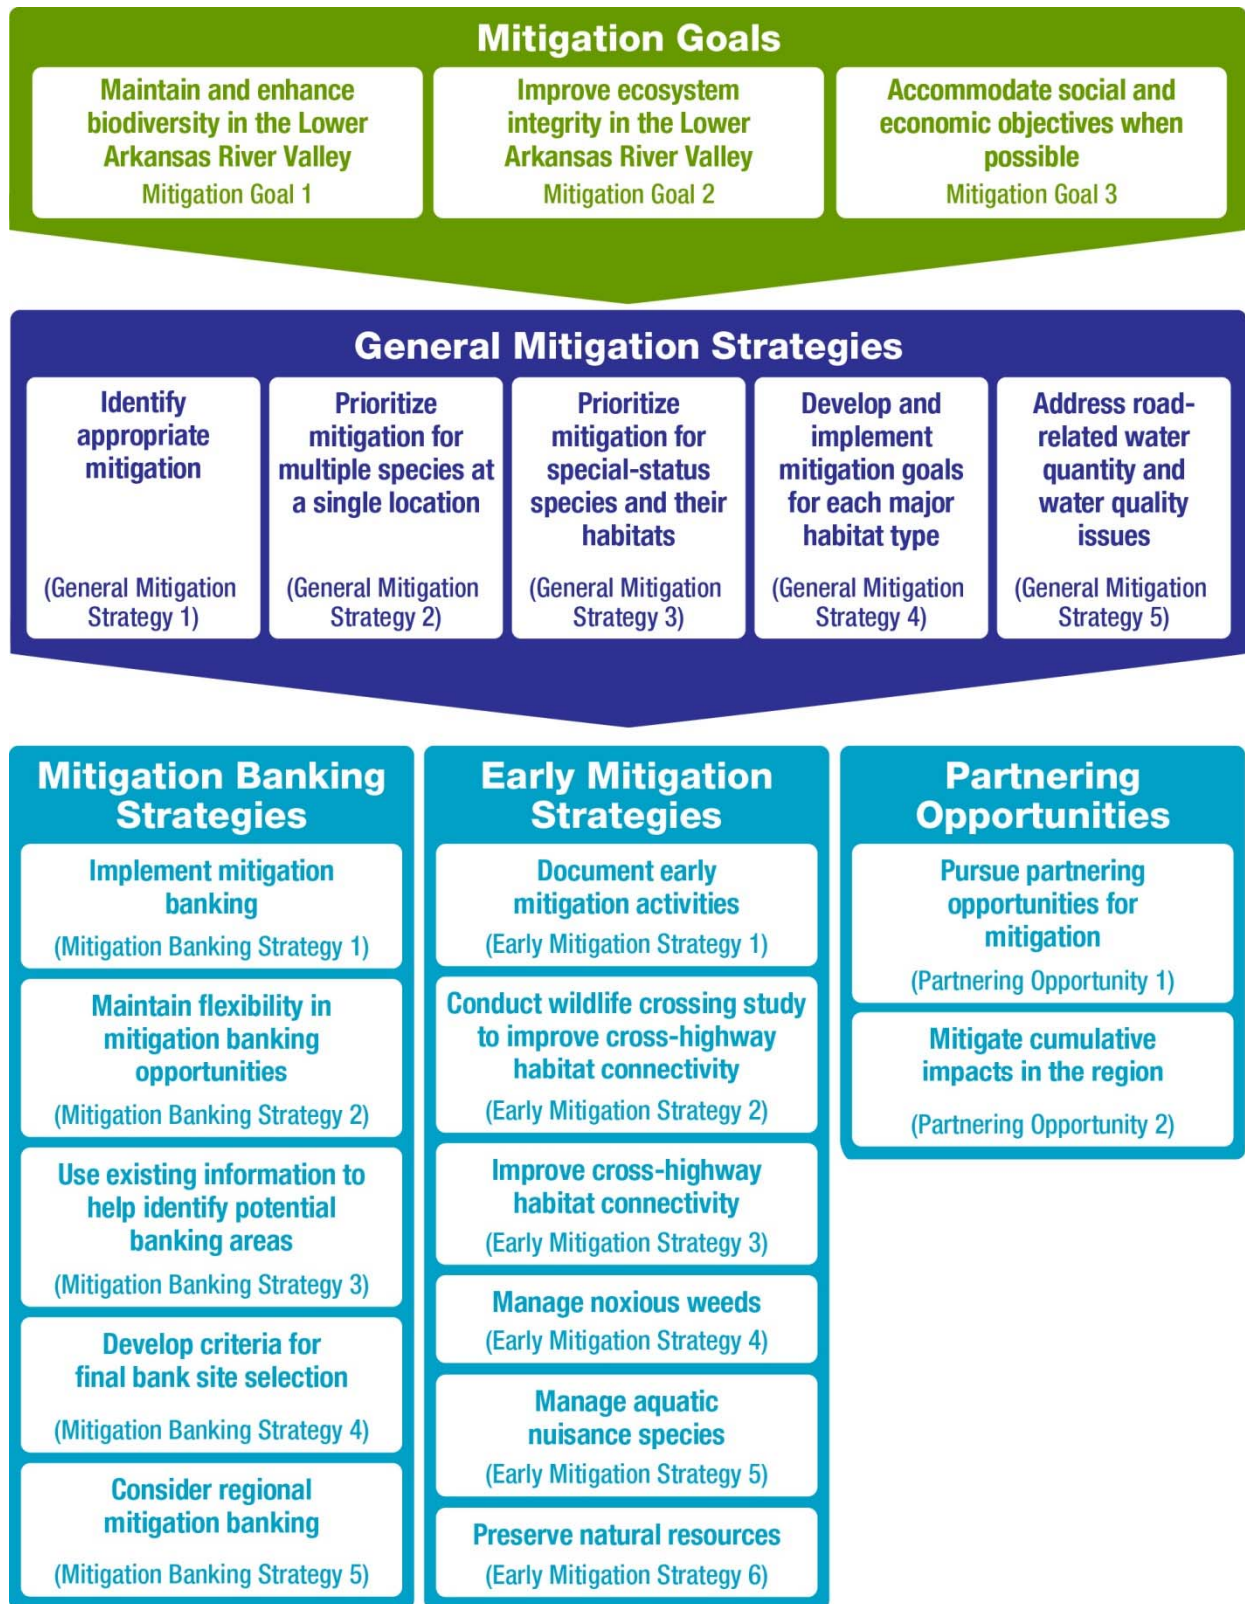 Mitigation Goals
Maintain and enhance
biodiversity in the Lower
Arkansas River Valley
Mitigation Goal 1
Improve ecosystem
integrity in the Lower
Arkansas River Valley
Mitigation Goal 2
Accommodate social and
economic objectives when
possible
Mitigation Goal 3
General Mitigation Strategies
Identify
appropriate
mitigation
(General Mitigation
Strategy 1)
Prioritize
mitigation for
multiple species at
a single location
(General Mitigation
Strategy 2)
Prioritize
mitigation for
special-status
species and their
habitats
(General Mitigation
Strategy 3)
Develop and
implement
mitigation goals
for each major
habitat type
(General Mitigation
Strategy 4)
Address road-
related water
quantity and
water quality
issues
(General Mitigation
Strategy 5)
Mitigation Banking
Strategies
Implement mitigation
banking
(Mitigation Banking Strategy 1)
Maintain flexibility in
mitigation banking
opportunities
(Mitigation Banking Strategy 2)
Use existing information to
help identify potential
banking areas
(Mitigation Banking Strategy 3)
Develop criteria for
final bank site selection
(Mitigation Banking Strategy 4)
Consider regional
mitigation banking
(Mitigation Banking Strategy 5)
Early Mitigation
Strategies
Document early
mitigation activities
(Early Mitigation Strategy 1)
Conduct wildlife crossing study
to improve cross-highway
habitat connectivity
(Early Mitigation Strategy 2)
Improve cross-highway
habitat connectivity
(Early Mitigation Strategy 3)
Manage noxious weeds
(Early Mitigation Strategy 4)
Manage aquatic
nuisance species
(Early Mitigation Strategy 5)
Preserve natural resources
(Early Mitigation Strategy 6)
Partnering
Opportunities
Pursue partnering
opportunities for
mitigation
(Partnering Opportunity 1)
Mitigate cumulative
impacts in the region
(Partnering Opportunity 2)